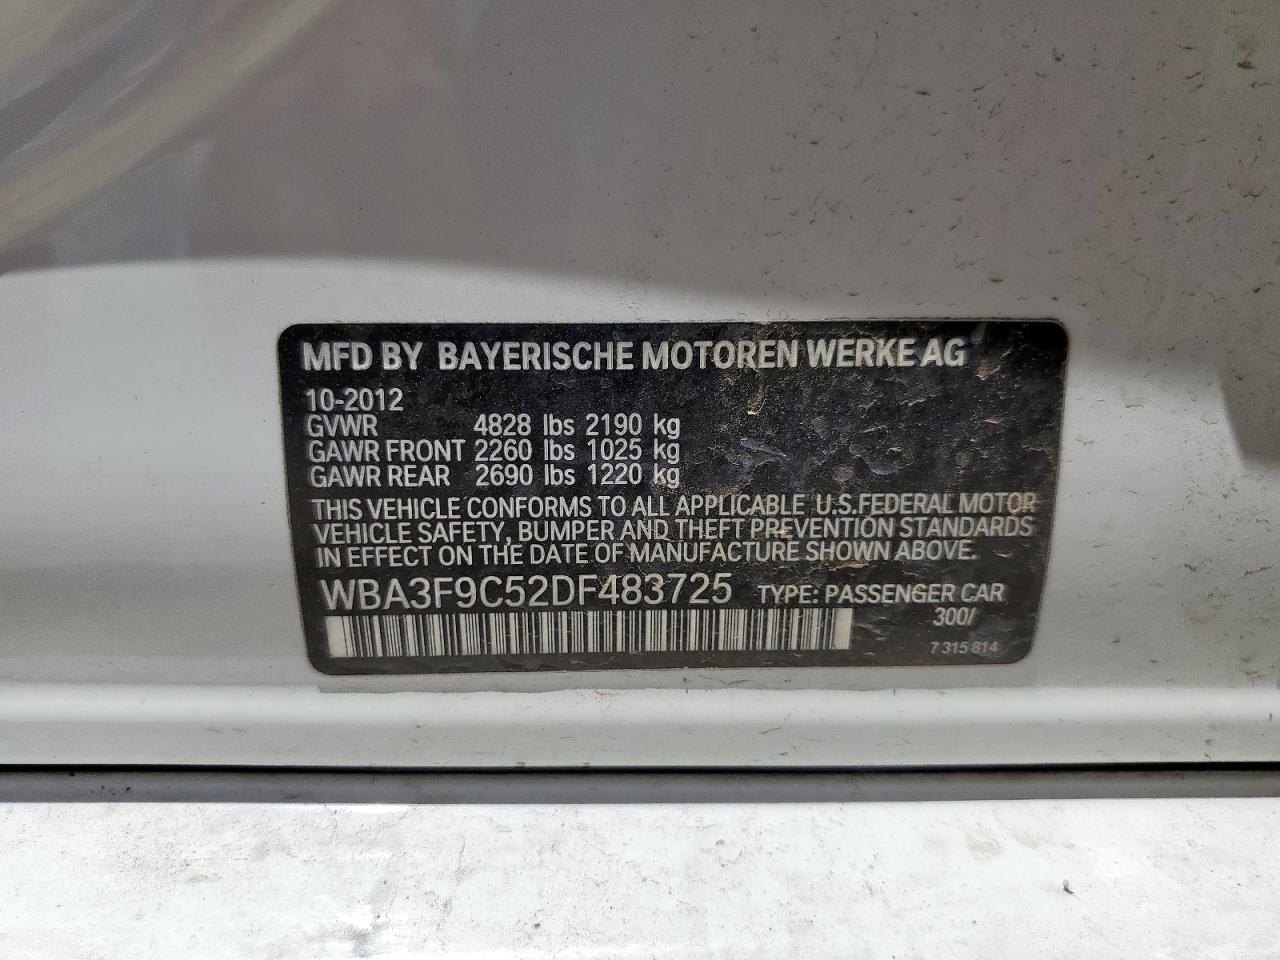 MFD BY BAYERISCHE MOTOREN WERKE AG
10-2012
GVWR 4828 lbs 2190 kg
GAWR FRONT 2260 lbs 1025 kg
GAWR REAR 2690 lbs 1220 kg
THIS VEHICLE CONFORMS TO ALL APPLICABLE U.S.FEDERAL MOTOR
VEHICLE SAFETY, BUMPER AND THEFT PREVENTION STANDARDS
IN EFFECT ON THE DATE OF MANUFACTURE SHOWN ABOVE.
WBA3F9C52DF483725 TYPE: PASSENGER CAR
300/
7 315 814